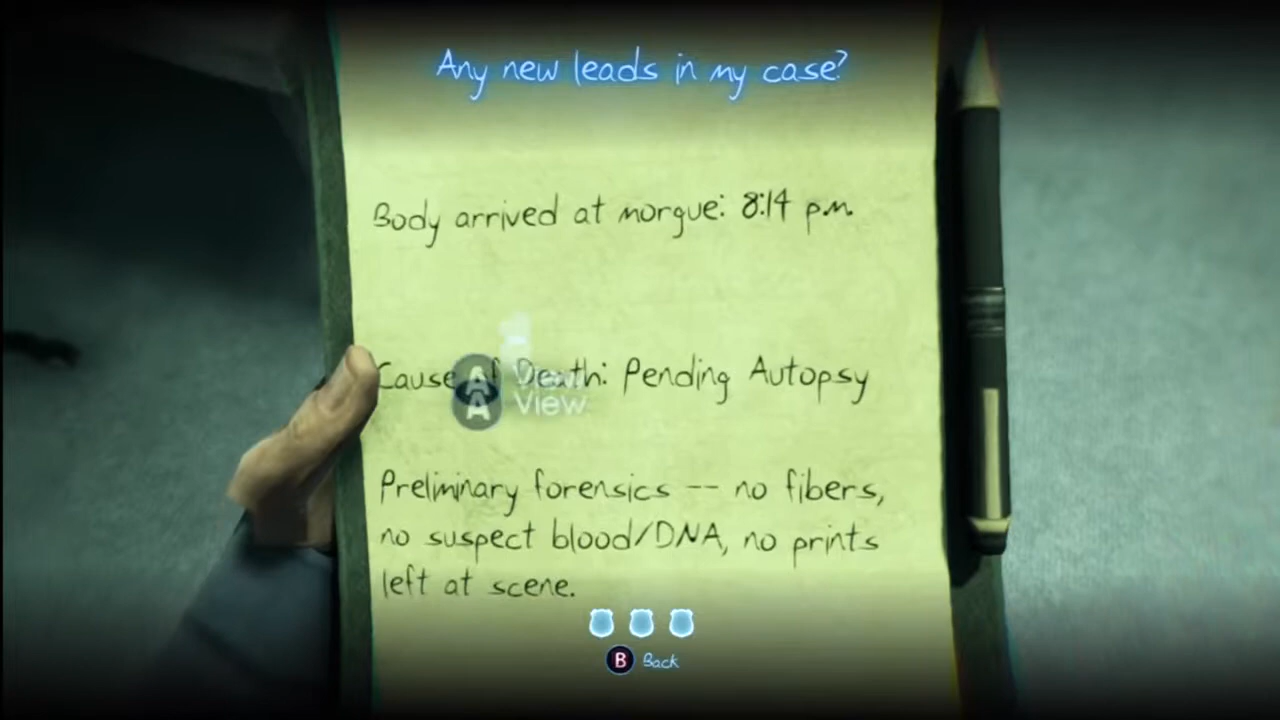 Any new leads in my case?
Body arrived at morgue: 8:14 p.m.
Cause of Death: Pending Autopsy
A
A View
Preliminary forensics -- no fibers,
no suspect blood/DNA, no prints
left at scene.
B Back